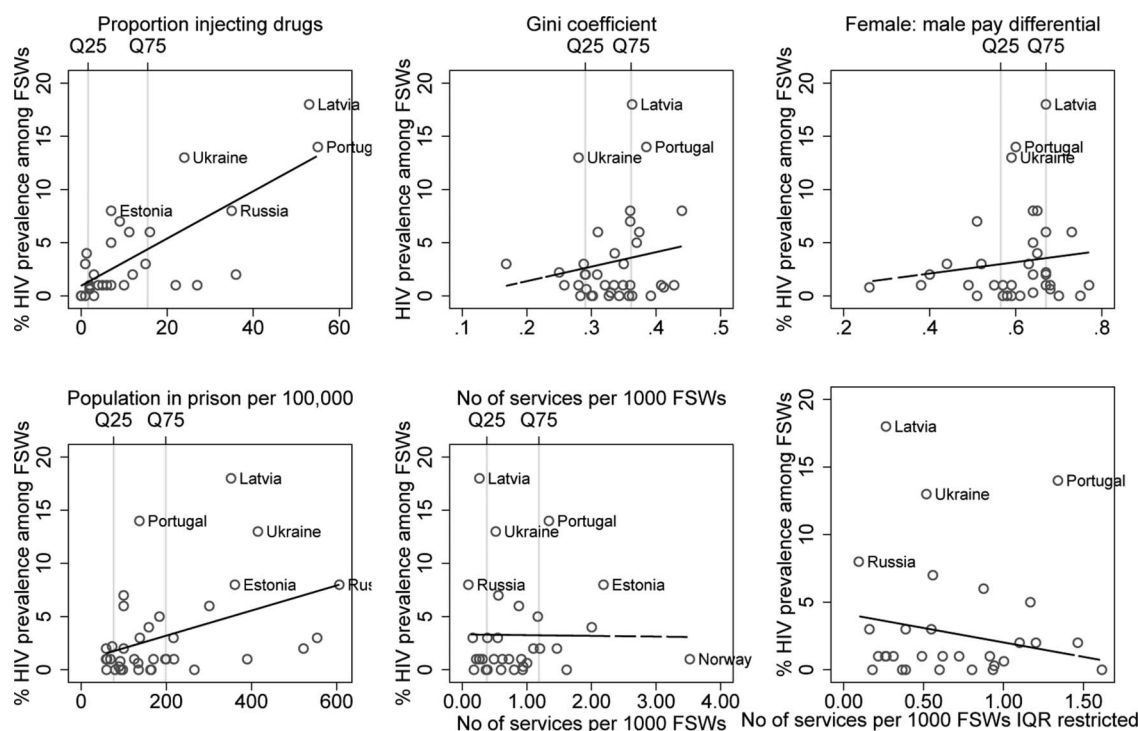 Proportion injecting drugs
Q25 Q75
% HIV prevalence among FSWs
20
15
10
5
0
Latvia
Portug
Ukraine
Estonia
Russia
0 20 40 60
Gini coefficient
Q25 Q75
HIV prevalence among FSWs
20
15
10
5
0
Latvia
Portugal
Ukraine
.1 .2 .3 .4 .5
Female: male pay differential
Q25 Q75
% HIV prevalence among FSWs
20
15
10
5
0
Latvia
Portugal
Ukraine
.2 .4 .6 .8
Population in prison per 100,000
Q25 Q75
% HIV prevalence among FSWs
20
15
10
5
0
Latvia
Portugal
Ukraine
Estonia
Rus
0 200 400 600
No of services per 1000 FSWs
Q25 Q75
% HIV prevalence among FSWs
20
15
10
5
0
Latvia
Portugal
Ukraine
Russia
Estonia
Norway
0.00 1.00 2.00 3.00 4.00
No of services per 1000 FSWs
% HIV prevalence among FSWs
20
15
10
5
0
Latvia
Portugal
Ukraine
Russia
0.00 0.50 1.00 1.50
No of services per 1000 FSWs IQR restricted